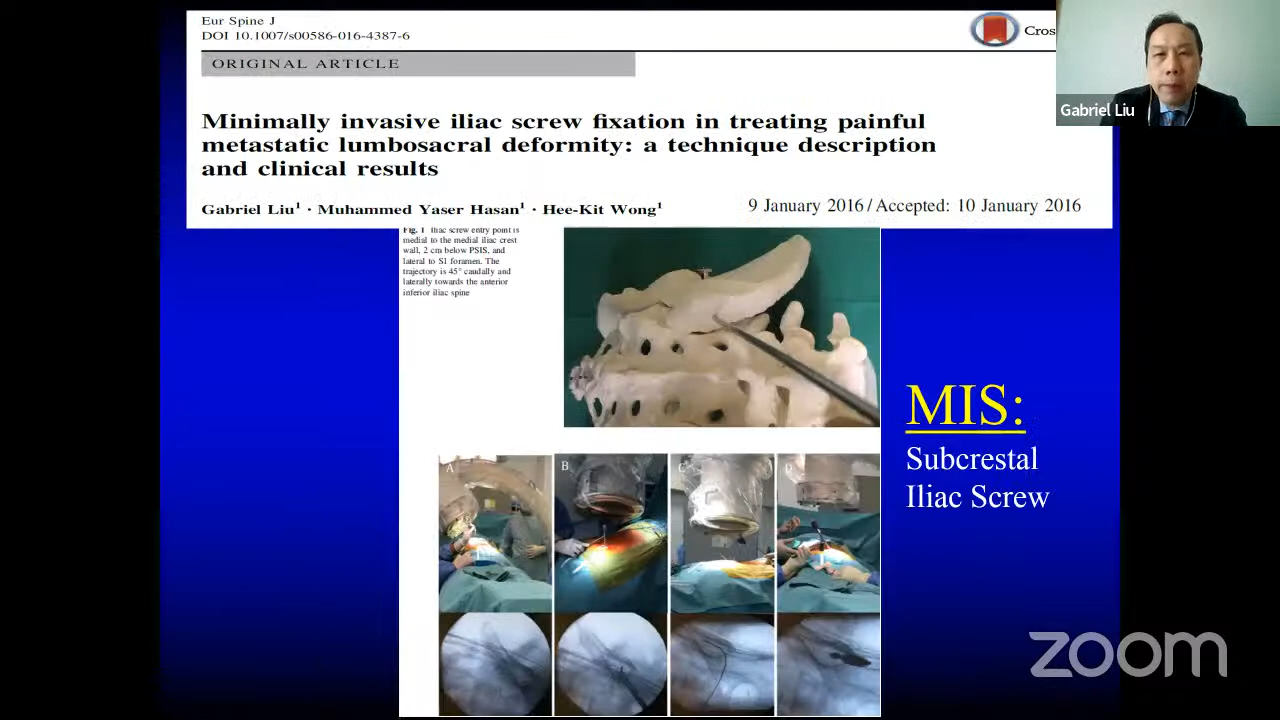 Eur Spine J
DOI 10.1007/s00586-016-4387-6
Cros
ORIGINAL ARTICLE
Gabriel Liu
Minimally invasive iliac screw fixation in treating painful
metastatic lumbosacral deformity: a technique description
and clinical results
Gabriel Liu1 · Muhammed Yaser Hasan1 · Hee-Kit Wong1
9 January 2016 / Accepted: 10 January 2016
Fig. 1 Iliac screw entry point is
medial to the medial iliac crest
wall, 2 cm below PSIS, and
lateral to S1 foramen. The
trajectory is 45° caudally and
laterally towards the anterior
inferior iliac spine
MIS:
Subcrestal
Iliac Screw
A
B
C
D
zoom